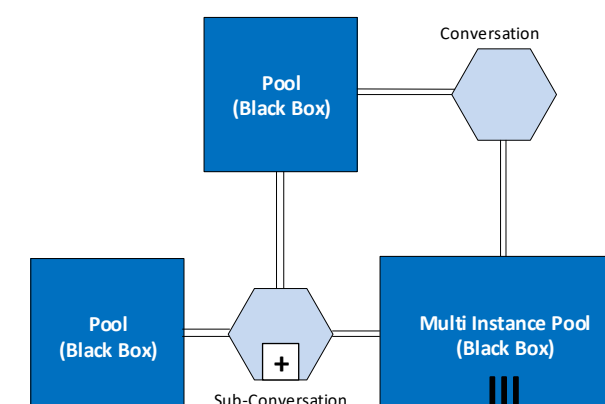 Conversation
Pool
(Black Box)
Pool
(Black Box)
Multi Instance Pool
(Black Box)
+
Sub-Conversation